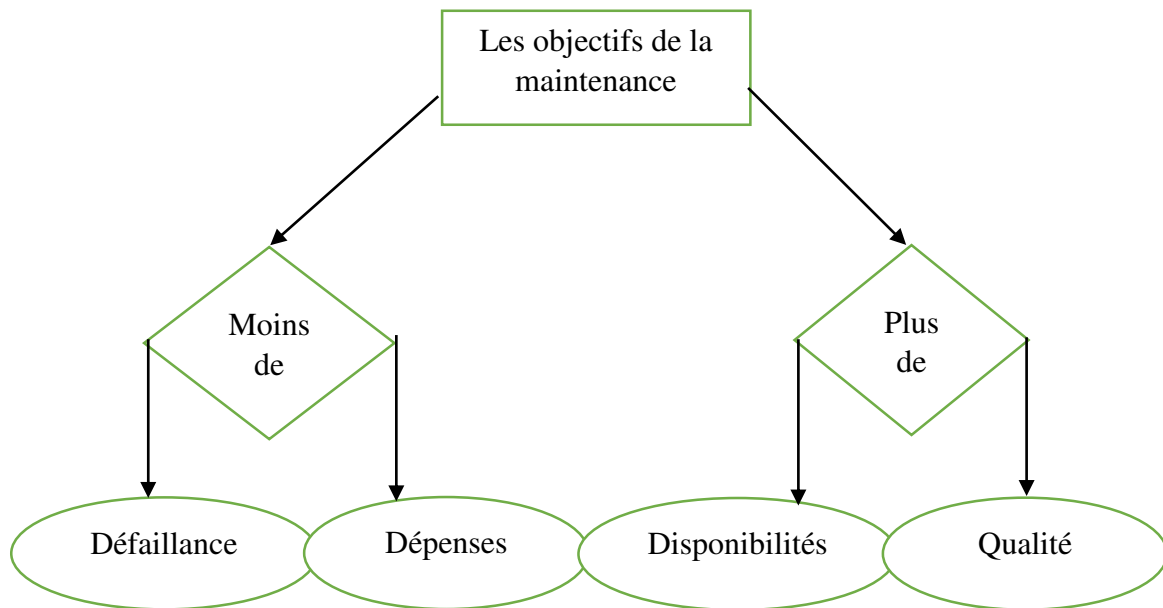 Les objectifs de la
maintenance
Moins
de
Plus
de
Défaillance
Dépenses
Disponibilités
Qualité